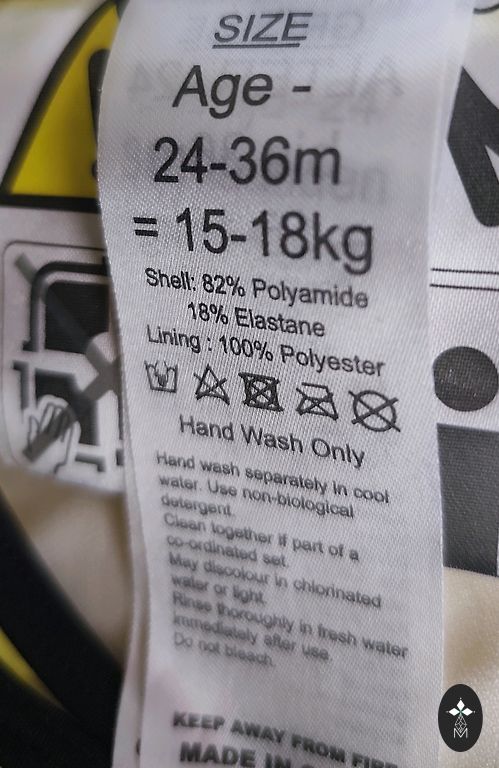 SIZE
Age -
24-36m
= 15-18kg
Shell: 82% Polyamide
18% Elastane
Lining : 100% Polyester
Hand Wash Only
Hand wash separately in cool
water. Use non-biological
detergent.
Clean together if part of a
co-ordinated set.
May discolour in chlorinated
water or light.
Rinse thoroughly in fresh water
immediately after use.
Do not bleach.
KEEP AWAY FROM FIRE
MADE IN